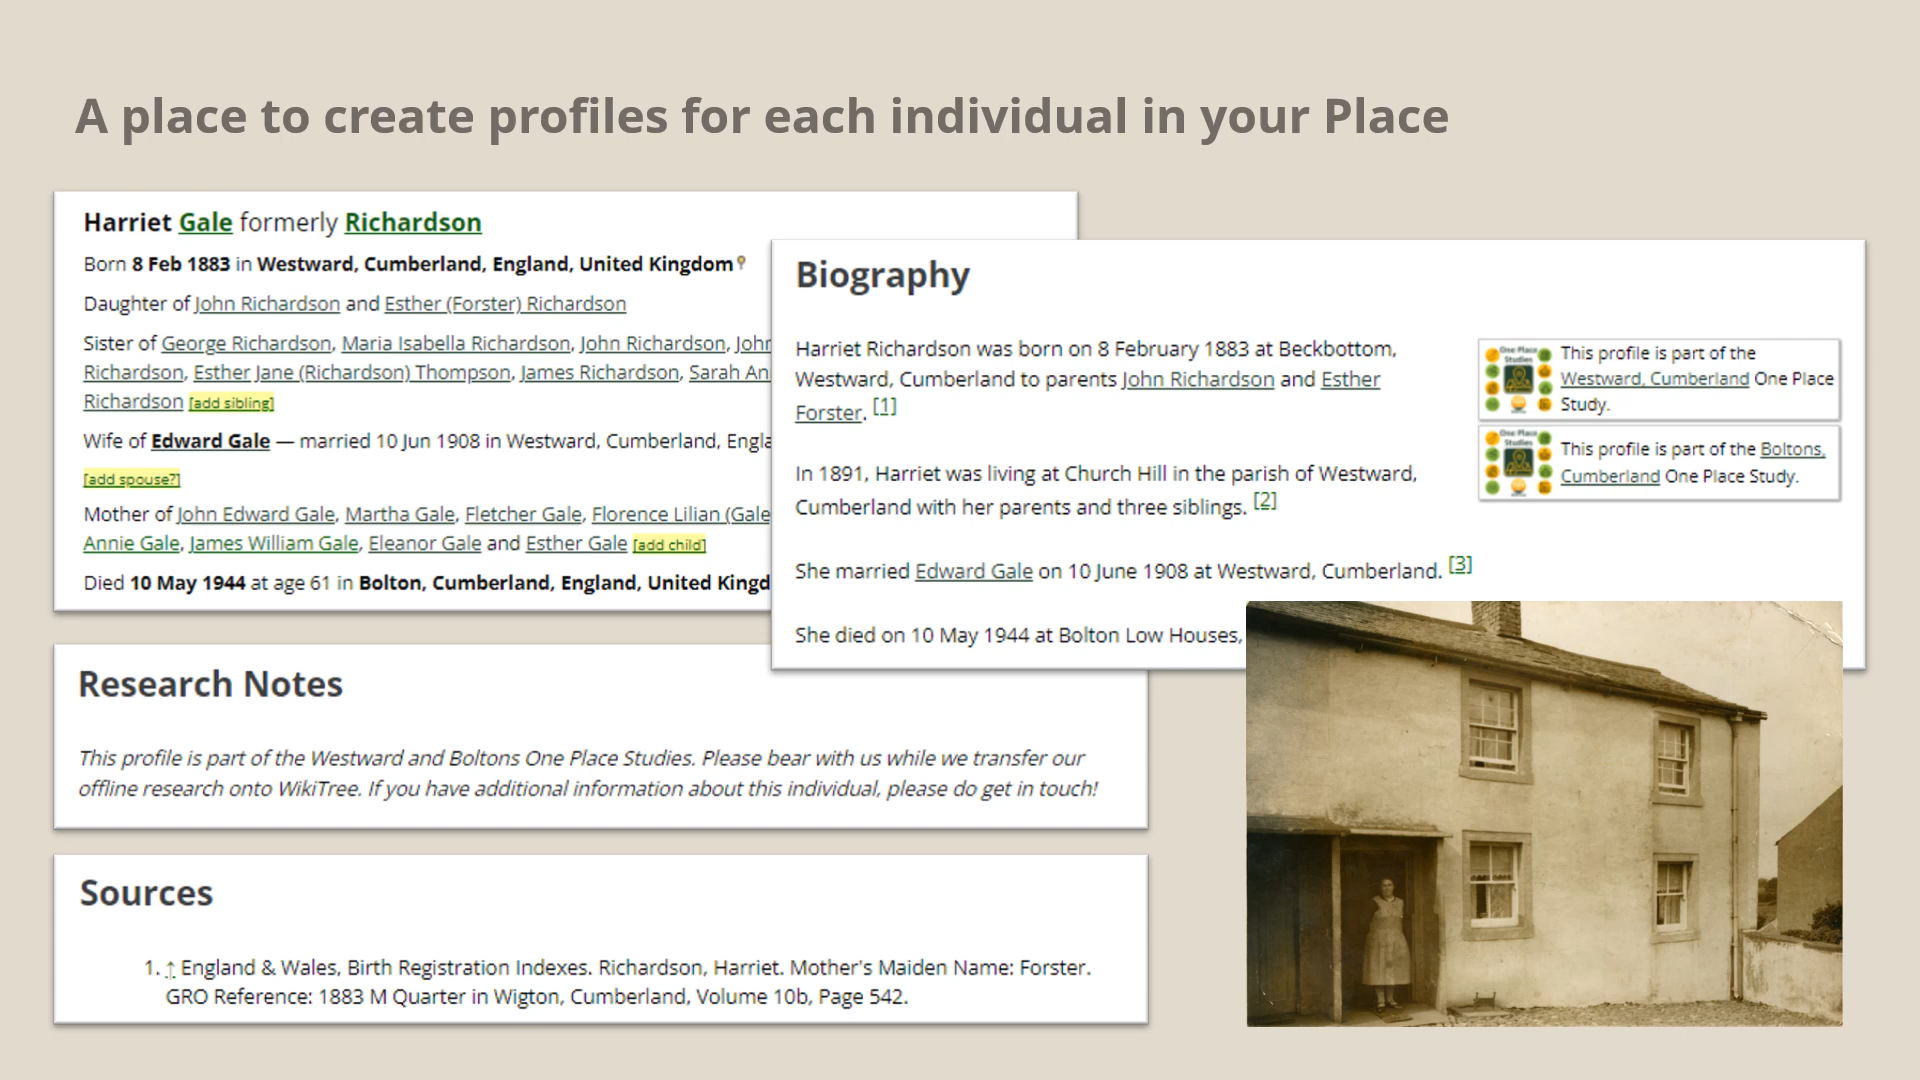 A place to create profiles for each individual in your Place
Harriet Gale formerly Richardson
Born 8 Feb 1883 in Westward, Cumberland, England, United Kingdom
Daughter of John Richardson and Esther (Forster) Richardson
Sister of George Richardson, Maria Isabella Richardson, John Richardson,
Richardson, Esther Jane (Richardson) Thompson, James Richardson, Sarah
Richardson [add sibling]
Wife of Edward Gale — married 10 Jun 1908 in Westward, Cumberland,
[add spouse?]
Mother of John Edward Gale, Martha Gale, Fletcher Gale, Florence Lilian (Gale
Annie Gale, James William Gale, Eleanor Gale and Esther Gale [add child]
Died 10 May 1944 at age 61 in Bolton, Cumberland, England, United
Biography
Harriet Richardson was born on 8 February 1883 at Beckbottom,
Westward, Cumberland to parents John Richardson and Esther
Forster. [1]
In 1891, Harriet was living at Church Hill in the parish of Westward,
Cumberland with her parents and three siblings. [2]
She married Edward Gale on 10 June 1908 at Westward, Cumberland. [3]
She died on 10 May 1944 at Bolton Low Houses,
One Place
Studies
This profile is part of the
Westward, Cumberland One Place
Study.
One Place
Studies
This profile is part of the Boltons,
Cumberland One Place Study.
Research Notes
This profile is part of the Westward and Boltons One Place Studies. Please bear with us while we transfer our
offline research onto WikiTree. If you have additional information about this individual, please do get in touch!
Sources
1. ↑ England & Wales, Birth Registration Indexes. Richardson, Harriet. Mother's Maiden Name: Forster.
GRO Reference: 1883 M Quarter in Wigton, Cumberland, Volume 10b, Page 542.